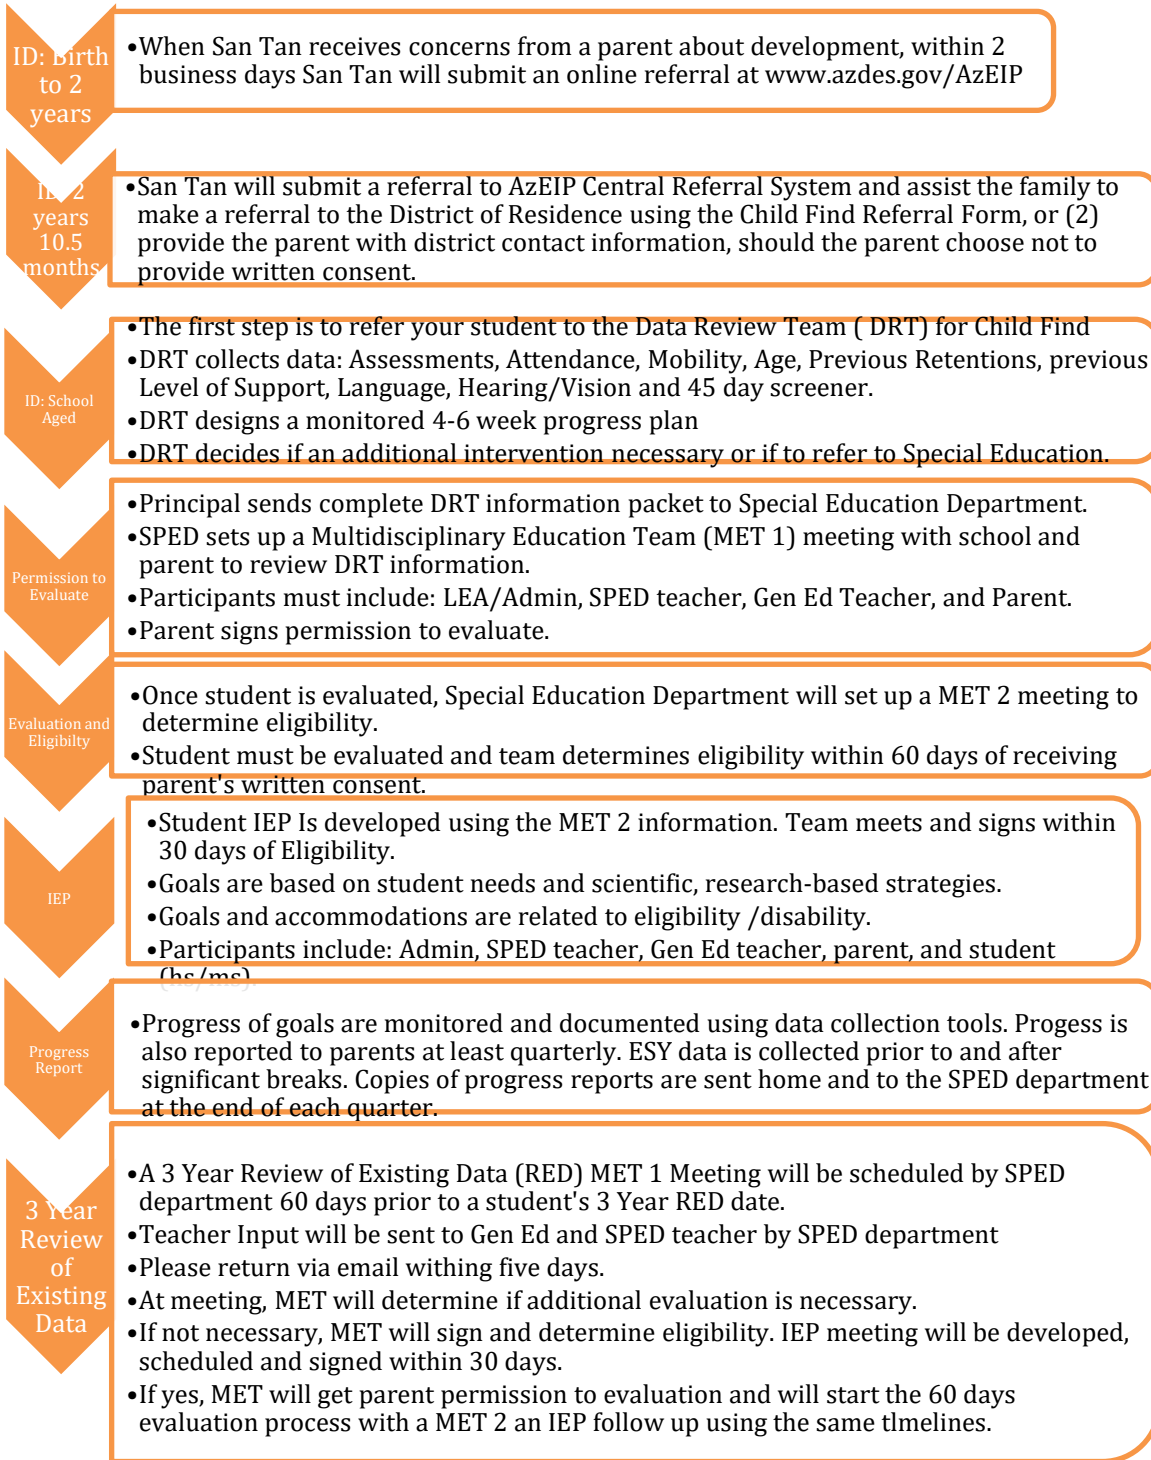 ID: Birth
to 2
years
•When San Tan receives concerns from a parent about development, within 2
business days San Tan will submit an online referral at www.azdes.gov/AzEIP
ID: 2
years
10.5
months
•San Tan will submit a referral to AzEIP Central Referral System and assist the family to
make a referral to the District of Residence using the Child Find Referral Form, or (2)
provide the parent with district contact information, should the parent choose not to
provide written consent.
ID: School
Aged
•The first step is to refer your student to the Data Review Team ( DRT) for Child Find
•DRT collects data: Assessments, Attendance, Mobility, Age, Previous Retentions, previous
Level of Support, Language, Hearing/Vision and 45 day screener.
•DRT designs a monitored 4-6 week progress plan
•DRT decides if an additional intervention necessary or if to refer to Special Education.
Permission to
Evaluate
•Principal sends complete DRT information packet to Special Education Department.
•SPED sets up a Multidisciplinary Education Team (MET 1) meeting with school and
parent to review DRT information.
•Participants must include: LEA/Admin, SPED teacher, Gen Ed Teacher, and Parent.
•Parent signs permission to evaluate.
Evaluation and
Eligibilty
•Once student is evaluated, Special Education Department will set up a MET 2 meeting to
determine eligibility.
•Student must be evaluated and team determines eligibility within 60 days of receiving
parent's written consent.
IEP
•Student IEP Is developed using the MET 2 information. Team meets and signs within
30 days of Eligibility.
•Goals are based on student needs and scientific, research-based strategies.
•Goals and accommodations are related to eligibility /disability.
•Participants include: Admin, SPED teacher, Gen Ed teacher, parent, and student
(hs/ms).
Progress
Report
•Progress of goals are monitored and documented using data collection tools. Progess is
also reported to parents at least quarterly. ESY data is collected prior to and after
significant breaks. Copies of progress reports are sent home and to the SPED department
at the end of each quarter.
3 Year
Review
of
Existing
Data
•A 3 Year Review of Existing Data (RED) MET 1 Meeting will be scheduled by SPED
department 60 days prior to a student's 3 Year RED date.
•Teacher Input will be sent to Gen Ed and SPED teacher by SPED department
•Please return via email withing five days.
•At meeting, MET will determine if additional evaluation is necessary.
•If not necessary, MET will sign and determine eligibility. IEP meeting will be developed,
scheduled and signed within 30 days.
•If yes, MET will get parent permission to evaluation and will start the 60 days
evaluation process with a MET 2 an IEP follow up using the same tlmelines.